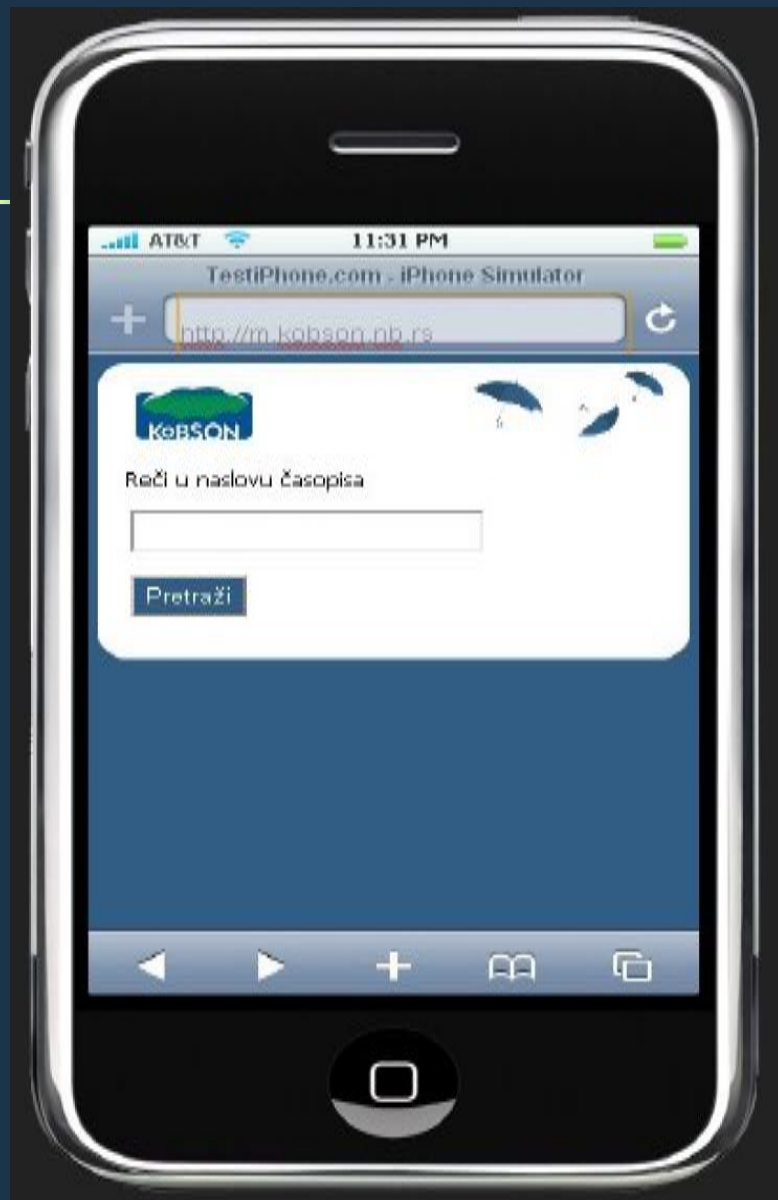 AT&T 11:31 PM
TestiPhone.com - iPhone Simulator
http://m.kobson.nb.rs
KoBSON
Reči u naslovu časopisa
Pretraži